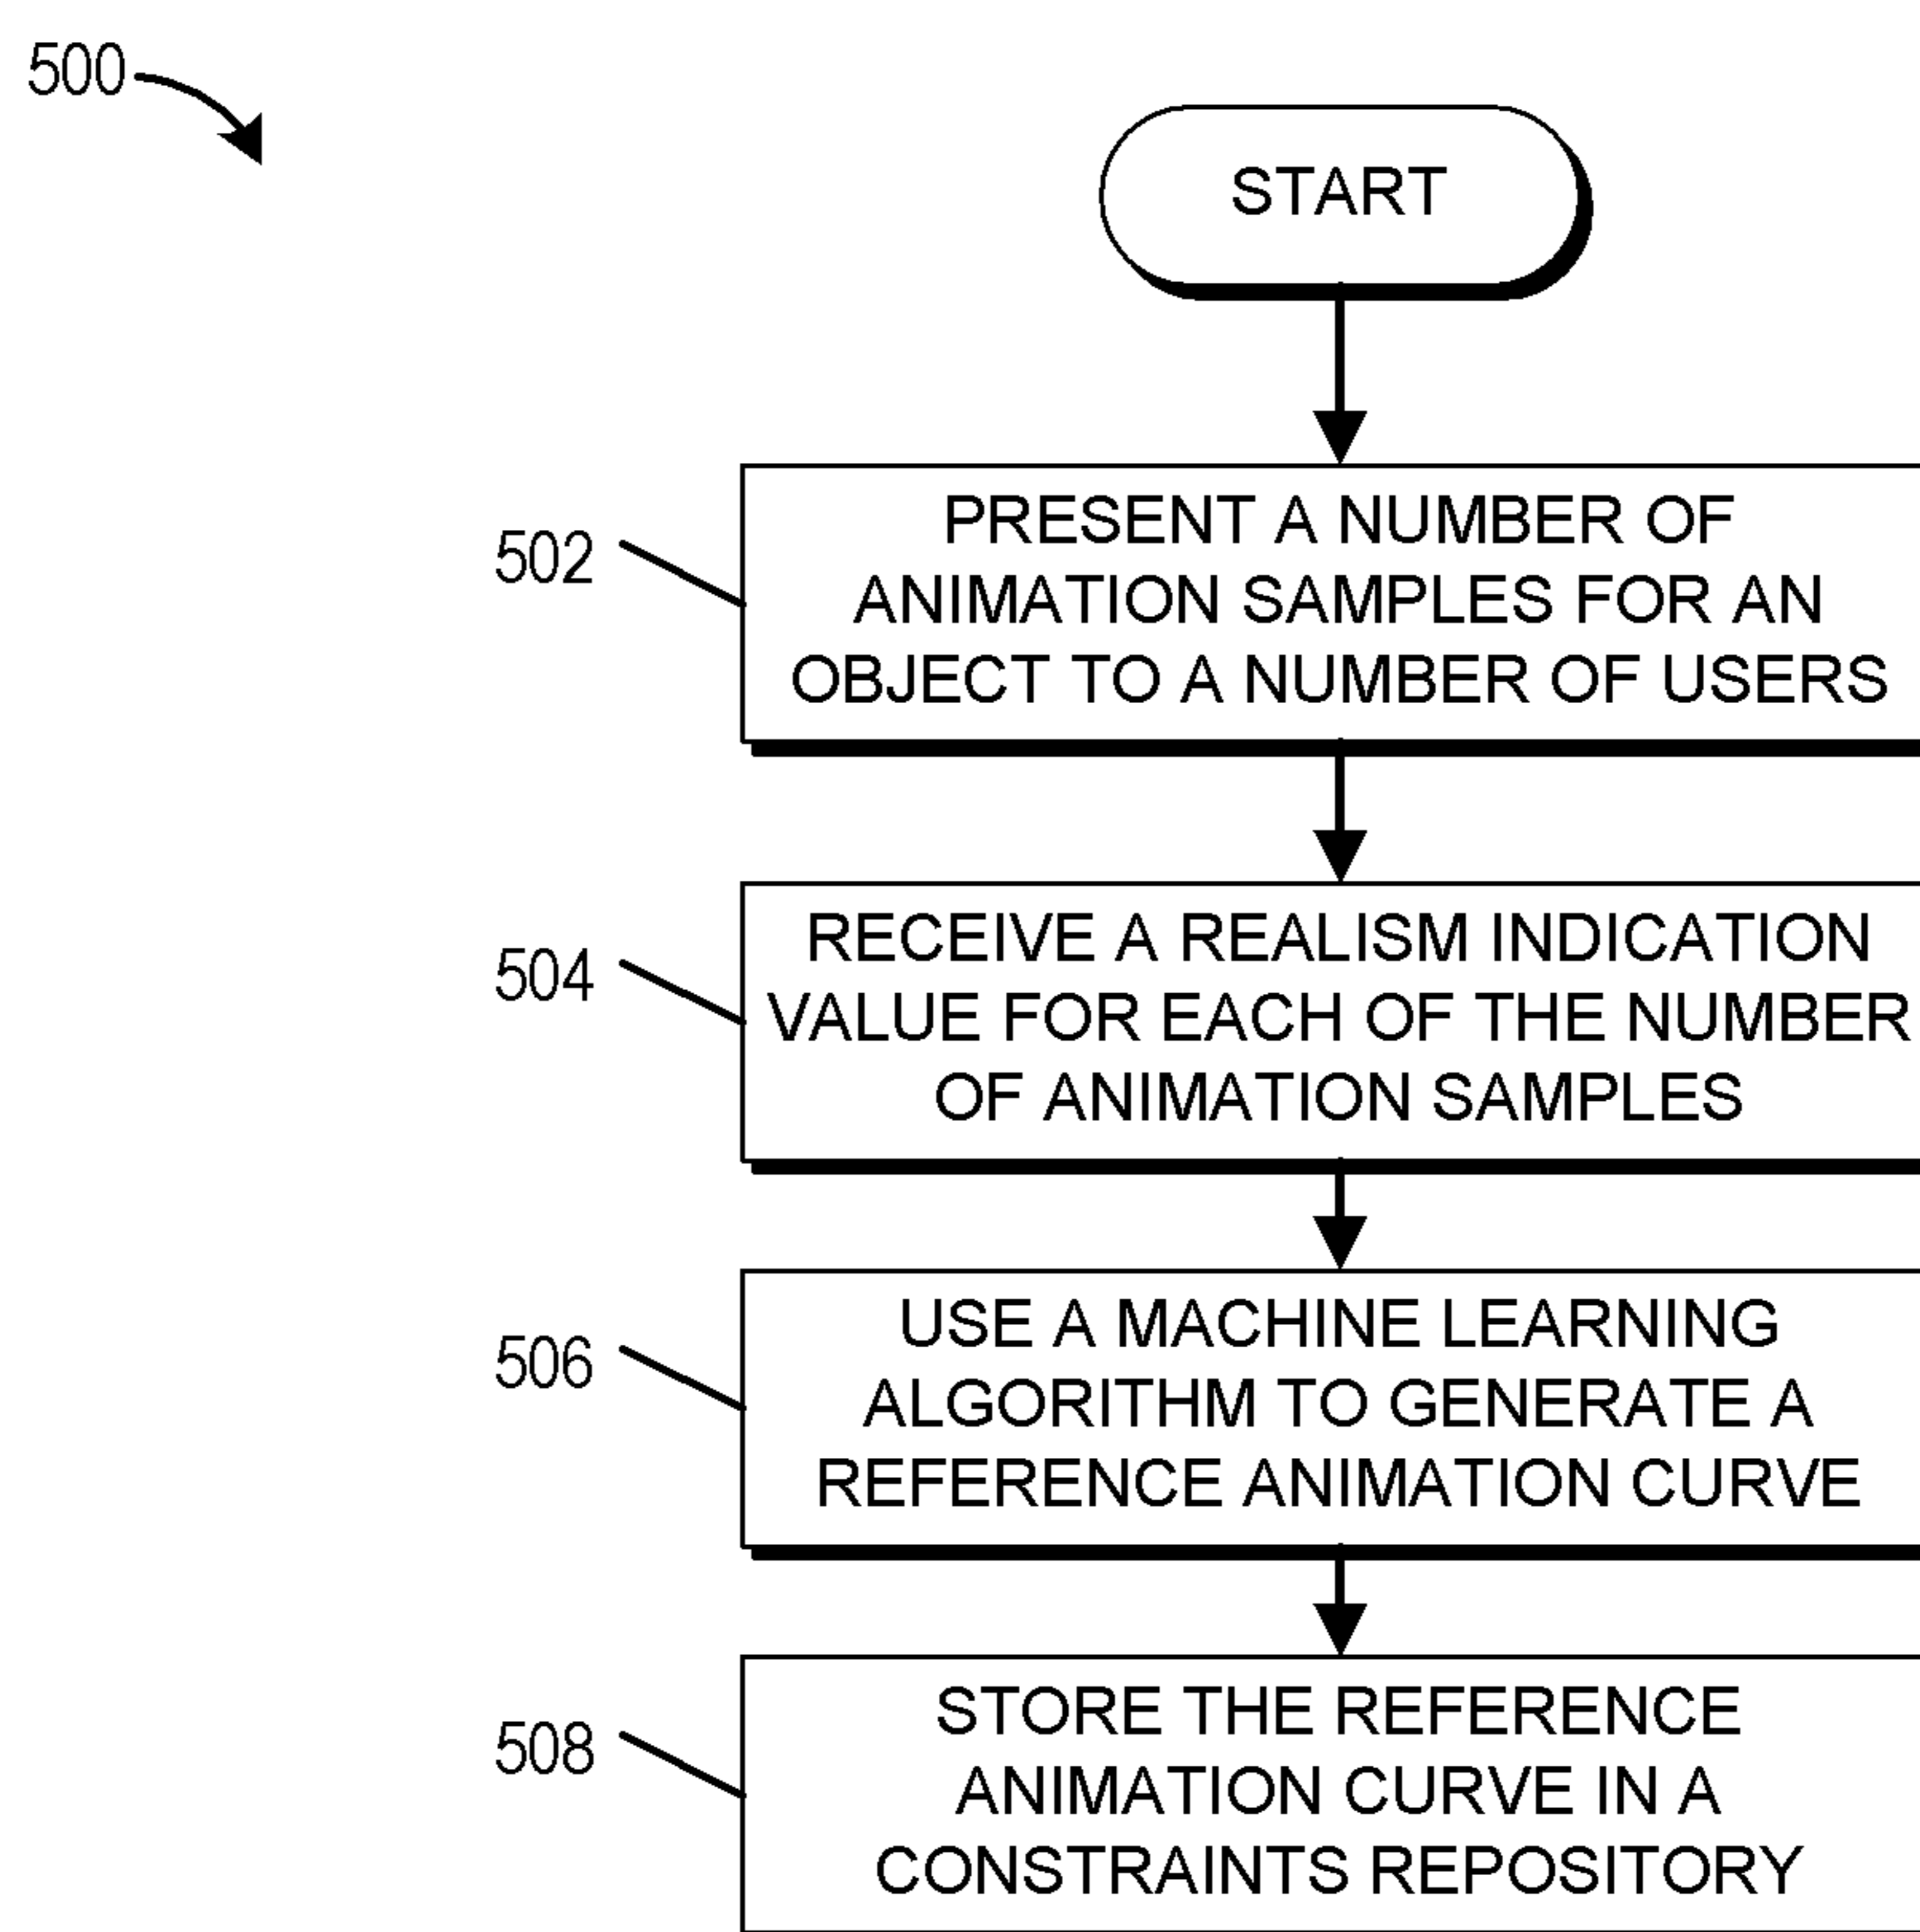 500
START
502
PRESENT A NUMBER OF
ANIMATION SAMPLES FOR AN
OBJECT TO A NUMBER OF USERS
504
RECEIVE A REALISM INDICATION
VALUE FOR EACH OF THE NUMBER
OF ANIMATION SAMPLES
506
USE A MACHINE LEARNING
ALGORITHM TO GENERATE A
REFERENCE ANIMATION CURVE
508
STORE THE REFERENCE
ANIMATION CURVE IN A
CONSTRAINTS REPOSITORY